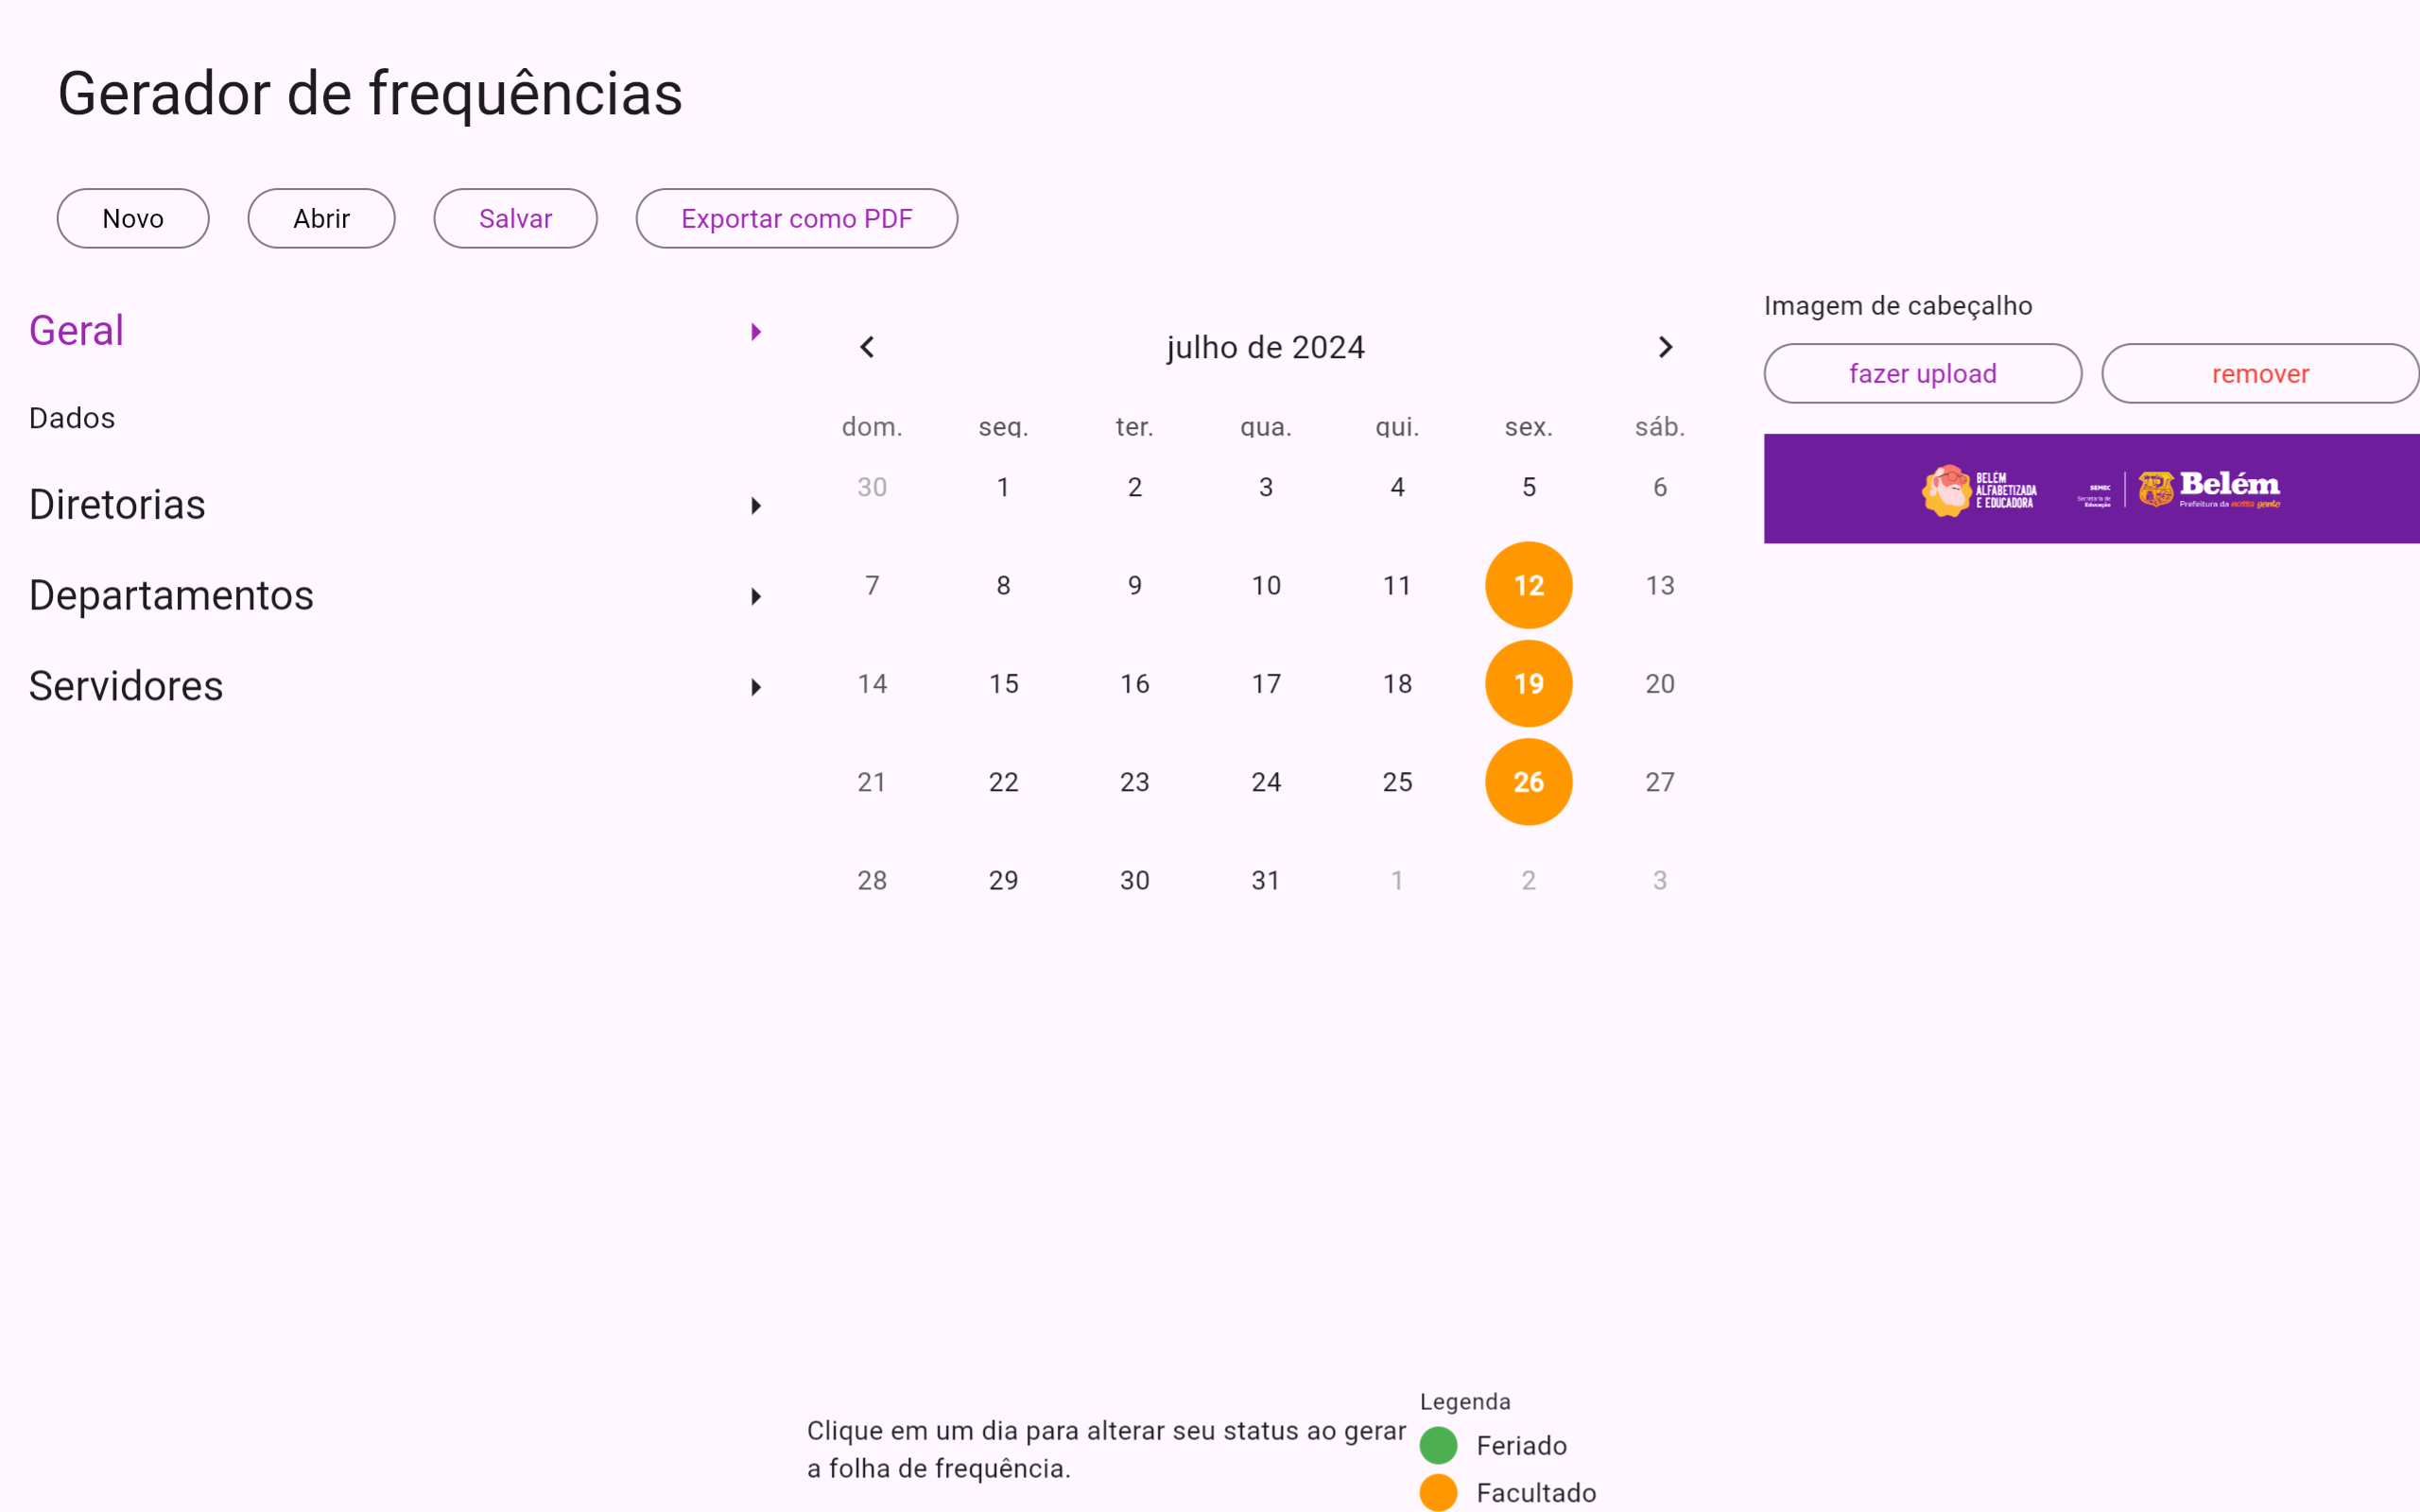 Gerador de frequências
Novo Abrir Salvar Exportar como PDF
Geral
Dados
Diretorias
Departamentos
Servidores
julho de 2024
dom. seg. ter. qua. qui. sex. sáb.
30 1 2 3 4 5 6
7 8 9 10 11 12 13
14 15 16 17 18 19 20
21 22 23 24 25 26 27
28 29 30 31 1 2 3
Imagem de cabeçalho
fazer upload remover
BELÉM
ALFABETIZADA
E EDUCADORA
SEMEC
Secretaria de
Educação
Belém
Prefeitura da nossa gente
Clique em um dia para alterar seu status ao gerar
a folha de frequência.
Legenda
Feriado
Facultado